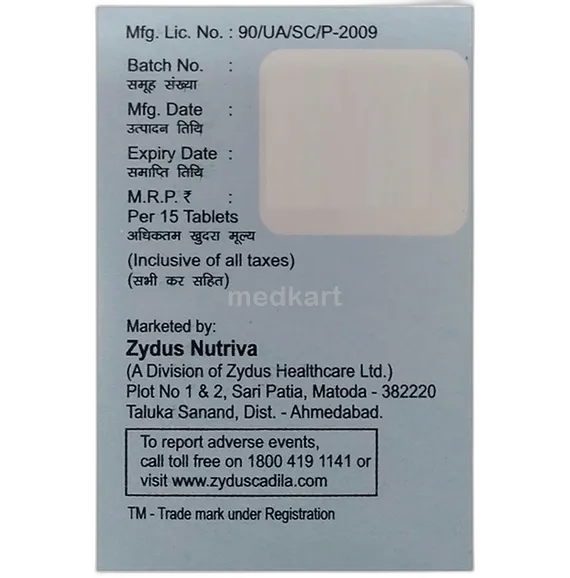 Mfg. Lic. No. : 90/UA/SC/P-2009
Batch No. :
समूह संख्या
Mfg. Date :
उत्पादन तिथि
Expiry Date :
समाप्ति तिथि
M.R.P. ₹ :
Per 15 Tablets
अधिकतम खुदरा मूल्य
(Inclusive of all taxes)
(सभी कर सहित)
medkart
Marketed by:
Zydus Nutriva
(A Division of Zydus Healthcare Ltd.)
Plot No 1 & 2, Sari Patia, Matoda - 382220
Taluka Sanand, Dist. - Ahmedabad.
To report adverse events,
call toll free on 1800 419 1141 or
visit www.zyduscadila.com
TM - Trade mark under Registration